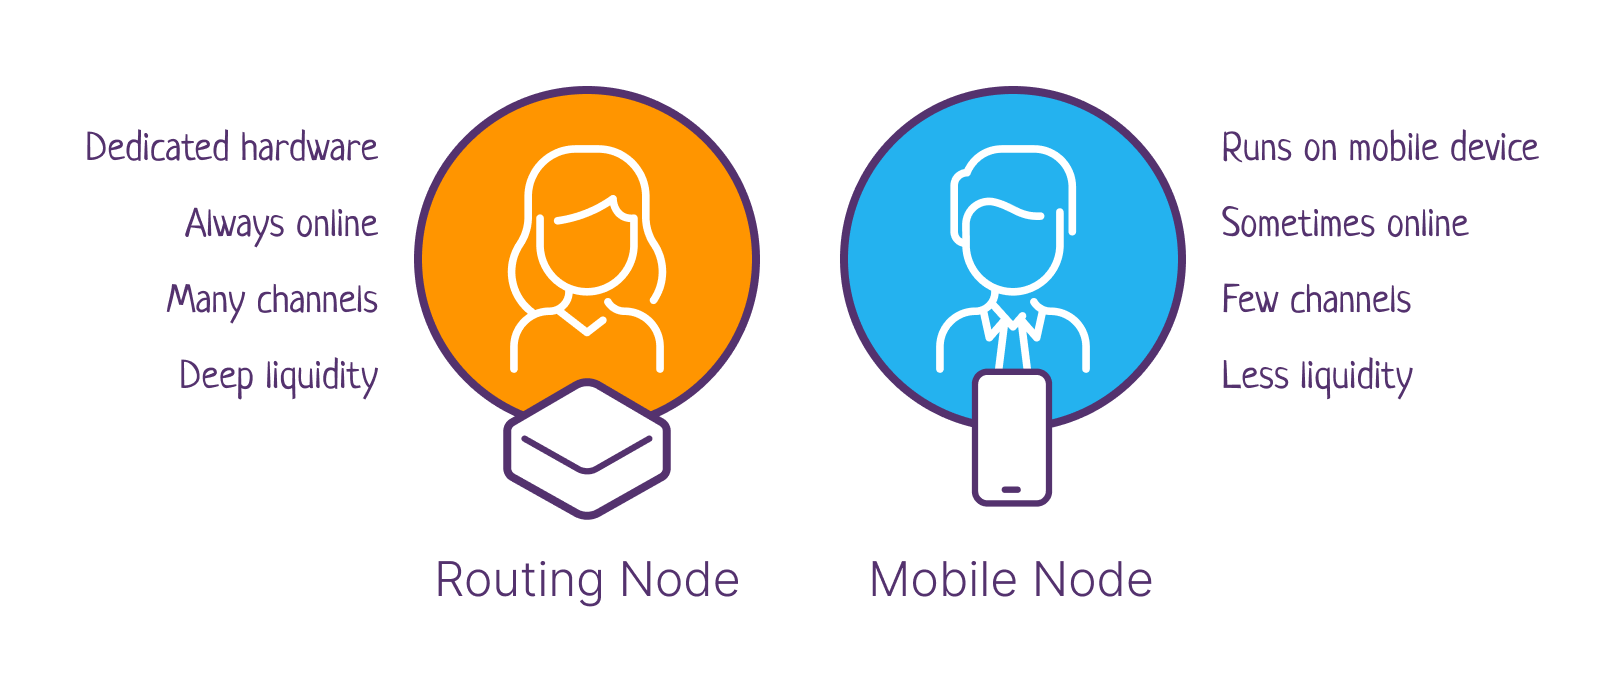 Dedicated hardware
Always online
Many channels
Deep liquidity
Routing Node
Runs on mobile device
Sometimes online
Few channels
Less liquidity
Mobile Node